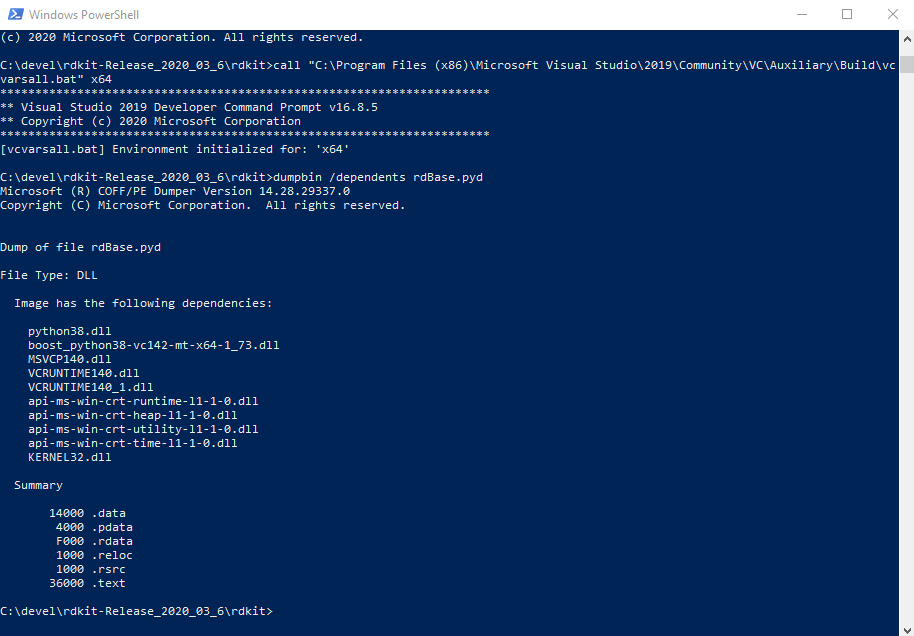 Windows PowerShell
(c) 2020 Microsoft Corporation. All rights reserved.
C:\devel\rdkit-Release_2020_03_6\rdkit>call "C:\Program Files (x86)\Microsoft Visual Studio\2019\Community\VC\Auxiliary\Build\vc
varsall.bat" x64
**********************************************************************
** Visual Studio 2019 Developer Command Prompt v16.8.5
** Copyright (c) 2020 Microsoft Corporation
**********************************************************************
[vcvarsall.bat] Environment initialized for: 'x64'
C:\devel\rdkit-Release_2020_03_6\rdkit>dumpbin /dependents rdBase.pyd
Microsoft (R) COFF/PE Dumper Version 14.28.29337.0
Copyright (C) Microsoft Corporation.  All rights reserved.
Dump of file rdBase.pyd
File Type: DLL
  Image has the following dependencies:
    python38.dll
    boost_python38-vc142-mt-x64-1_73.dll
    MSVCP140.dll
    VCRUNTIME140.dll
    VCRUNTIME140_1.dll
    api-ms-win-crt-runtime-l1-1-0.dll
    api-ms-win-crt-heap-l1-1-0.dll
    api-ms-win-crt-utility-l1-1-0.dll
    api-ms-win-crt-time-l1-1-0.dll
    KERNEL32.dll
  Summary
       14000 .data
        4000 .pdata
        F000 .rdata
        1000 .reloc
        1000 .rsrc
       36000 .text
C:\devel\rdkit-Release_2020_03_6\rdkit>